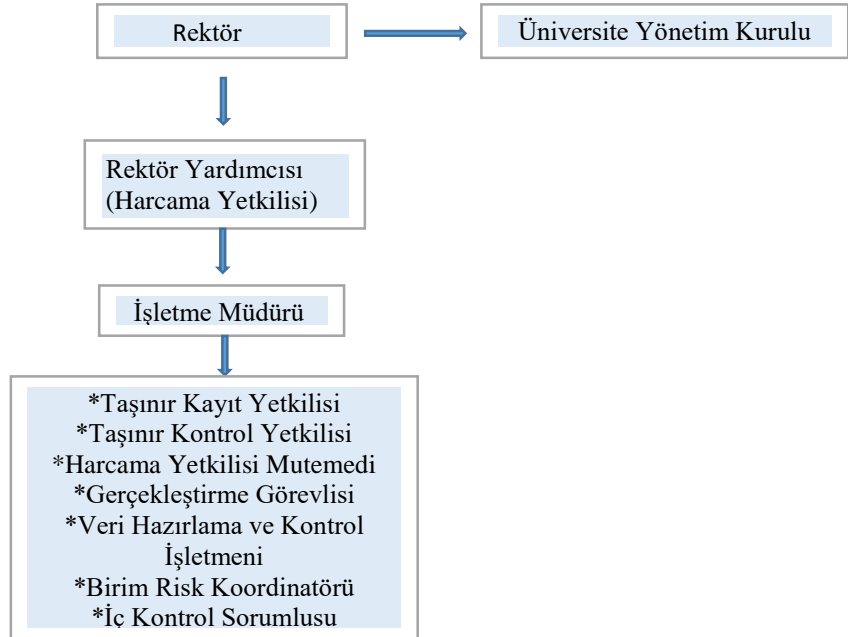 Rektör
Üniversite Yönetim Kurulu
Rektör Yardımcısı
(Harcama Yetkilisi)
İşletme Müdürü
*Taşınır Kayıt Yetkilisi
*Taşınır Kontrol Yetkilisi
*Harcama Yetkilisi Mutemedi
*Gerçekleştirme Görevlisi
*Veri Hazırlama ve Kontrol
İşletmeni
*Birim Risk Koordinatörü
*İç Kontrol Sorumlusu